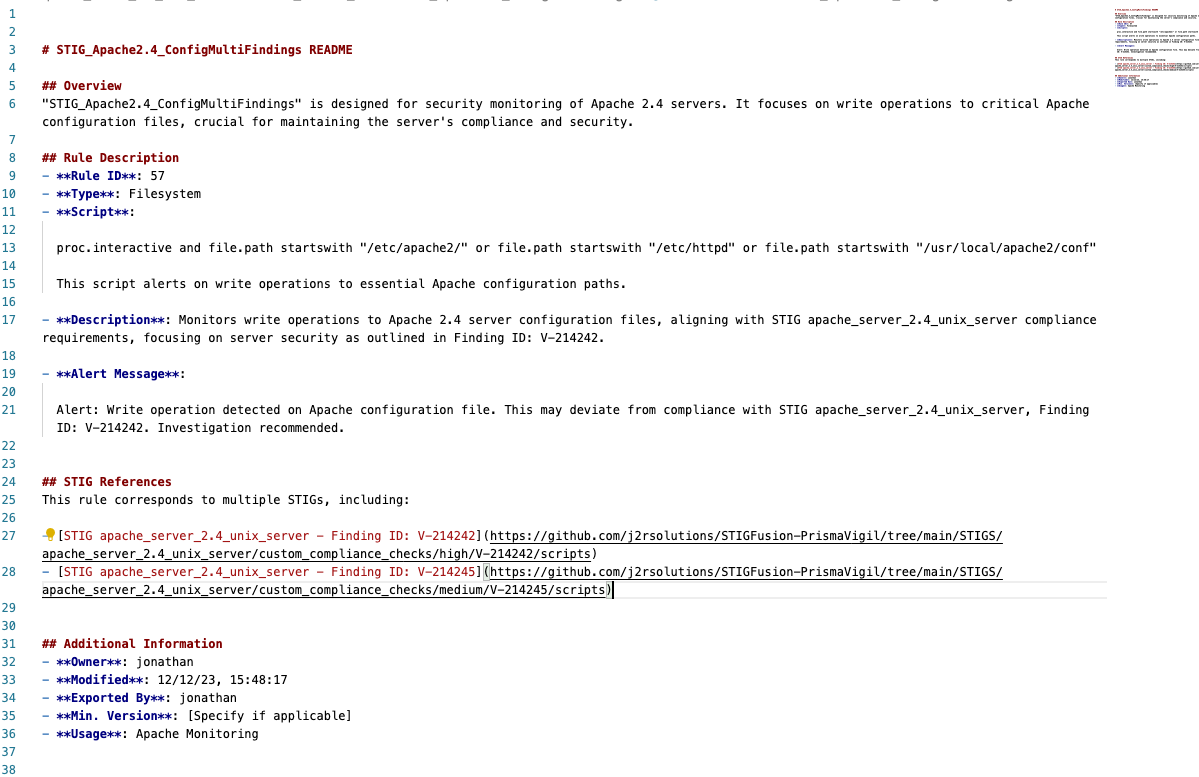 1
2
3 # STIG_Apache2.4_ConfigMultiFindings README
4
5 ## Overview
6 "STIG_Apache2.4_ConfigMultiFindings" is designed for security monitoring of Apache 2.4 servers. It focuses on write operations to critical Apache
configuration files, crucial for maintaining the server's compliance and security.
7
8 ## Rule Description
9 - **Rule ID**: 57
10 - **Type**: Filesystem
11 - **Script**:
12
13 proc.interactive and file.path startswith "/etc/apache2/" or file.path startswith "/etc/httpd" or file.path startswith "/usr/local/apache2/conf"
14
15 This script alerts on write operations to essential Apache configuration paths.
16
17 - **Description**: Monitors write operations to Apache 2.4 server configuration files, aligning with STIG apache_server_2.4_unix_server compliance
requirements, focusing on server security as outlined in Finding ID: V-214242.
18
19 - **Alert Message**:
20
21 Alert: Write operation detected on Apache configuration file. This may deviate from compliance with STIG apache_server_2.4_unix_server, Finding
ID: V-214242. Investigation recommended.
22
23
24 ## STIG References
25 This rule corresponds to multiple STIGs, including:
26
27 - [STIG apache_server_2.4_unix_server - Finding ID: V-214242](https://github.com/j2rsolutions/STIGFusion-PrismaVigil/tree/main/STIGS/
apache_server_2.4_unix_server/custom_compliance_checks/high/V-214242/scripts)
28 - [STIG apache_server_2.4_unix_server - Finding ID: V-214245](https://github.com/j2rsolutions/STIGFusion-PrismaVigil/tree/main/STIGS/
apache_server_2.4_unix_server/custom_compliance_checks/medium/V-214245/scripts)
29
30
31 ## Additional Information
32 - **Owner**: jonathan
33 - **Modified**: 12/12/23, 15:48:17
34 - **Exported By**: jonathan
35 - **Min. Version**: [Specify if applicable]
36 - **Usage**: Apache Monitoring
37
38